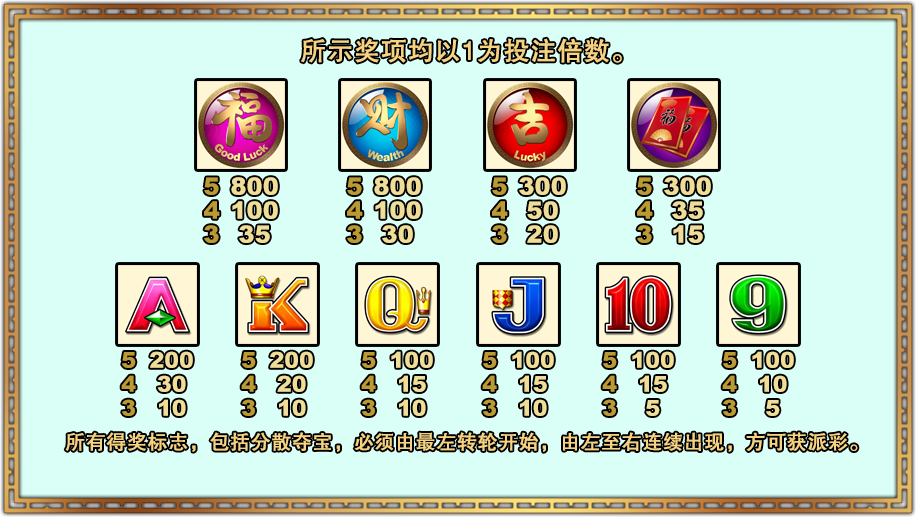 所示奖项均以1为投注倍数。
福 财 吉 福 福
Good Luck Wealth Lucky
5 800 5 800 5 300 5 300
4 100 4 100 4 50 4 35
3 35 3 30 3 20 3 15
A K Q J 10 9
5 200 5 200 5 100 5 100 5 100 5 100
4 30 4 20 4 15 4 15 4 15 4 10
3 10 3 10 3 10 3 10 3 5 3 5
所有得奖标志，包括分散夺宝，必须由最左转轮开始，由左至右连续出现，方可获派彩。